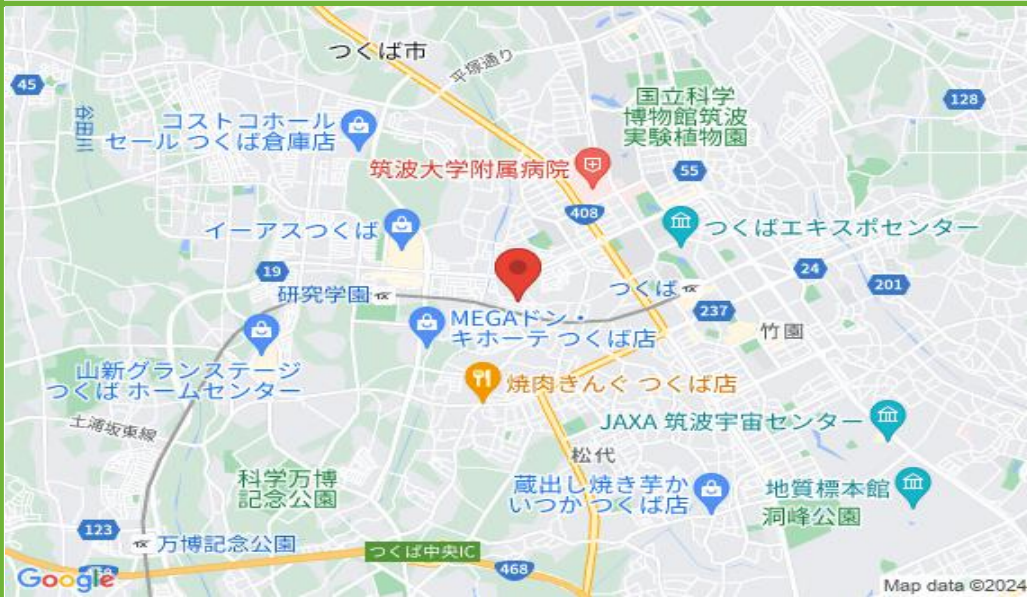 つくば市
平塚通り
45
谷田川
コストコホール
セール つくば倉庫店
国立科学
博物館筑波
実験植物園
128
筑波大学附属病院
55
408
イーアスつくば
つくばエキスポセンター
19
研究学園
つくば
24
201
237
MEGAドン・
キホーテ つくば店
竹園
山新グランステージ
つくば ホームセンター
焼肉きんぐ つくば店
土浦坂東線
JAXA 筑波宇宙センター
松代
科学万博
記念公園
蔵出し焼き芋か
いつか つくば店
地質標本館
洞峰公園
123
万博記念公園
つくば中央IC
468
Google
Map data ©2024